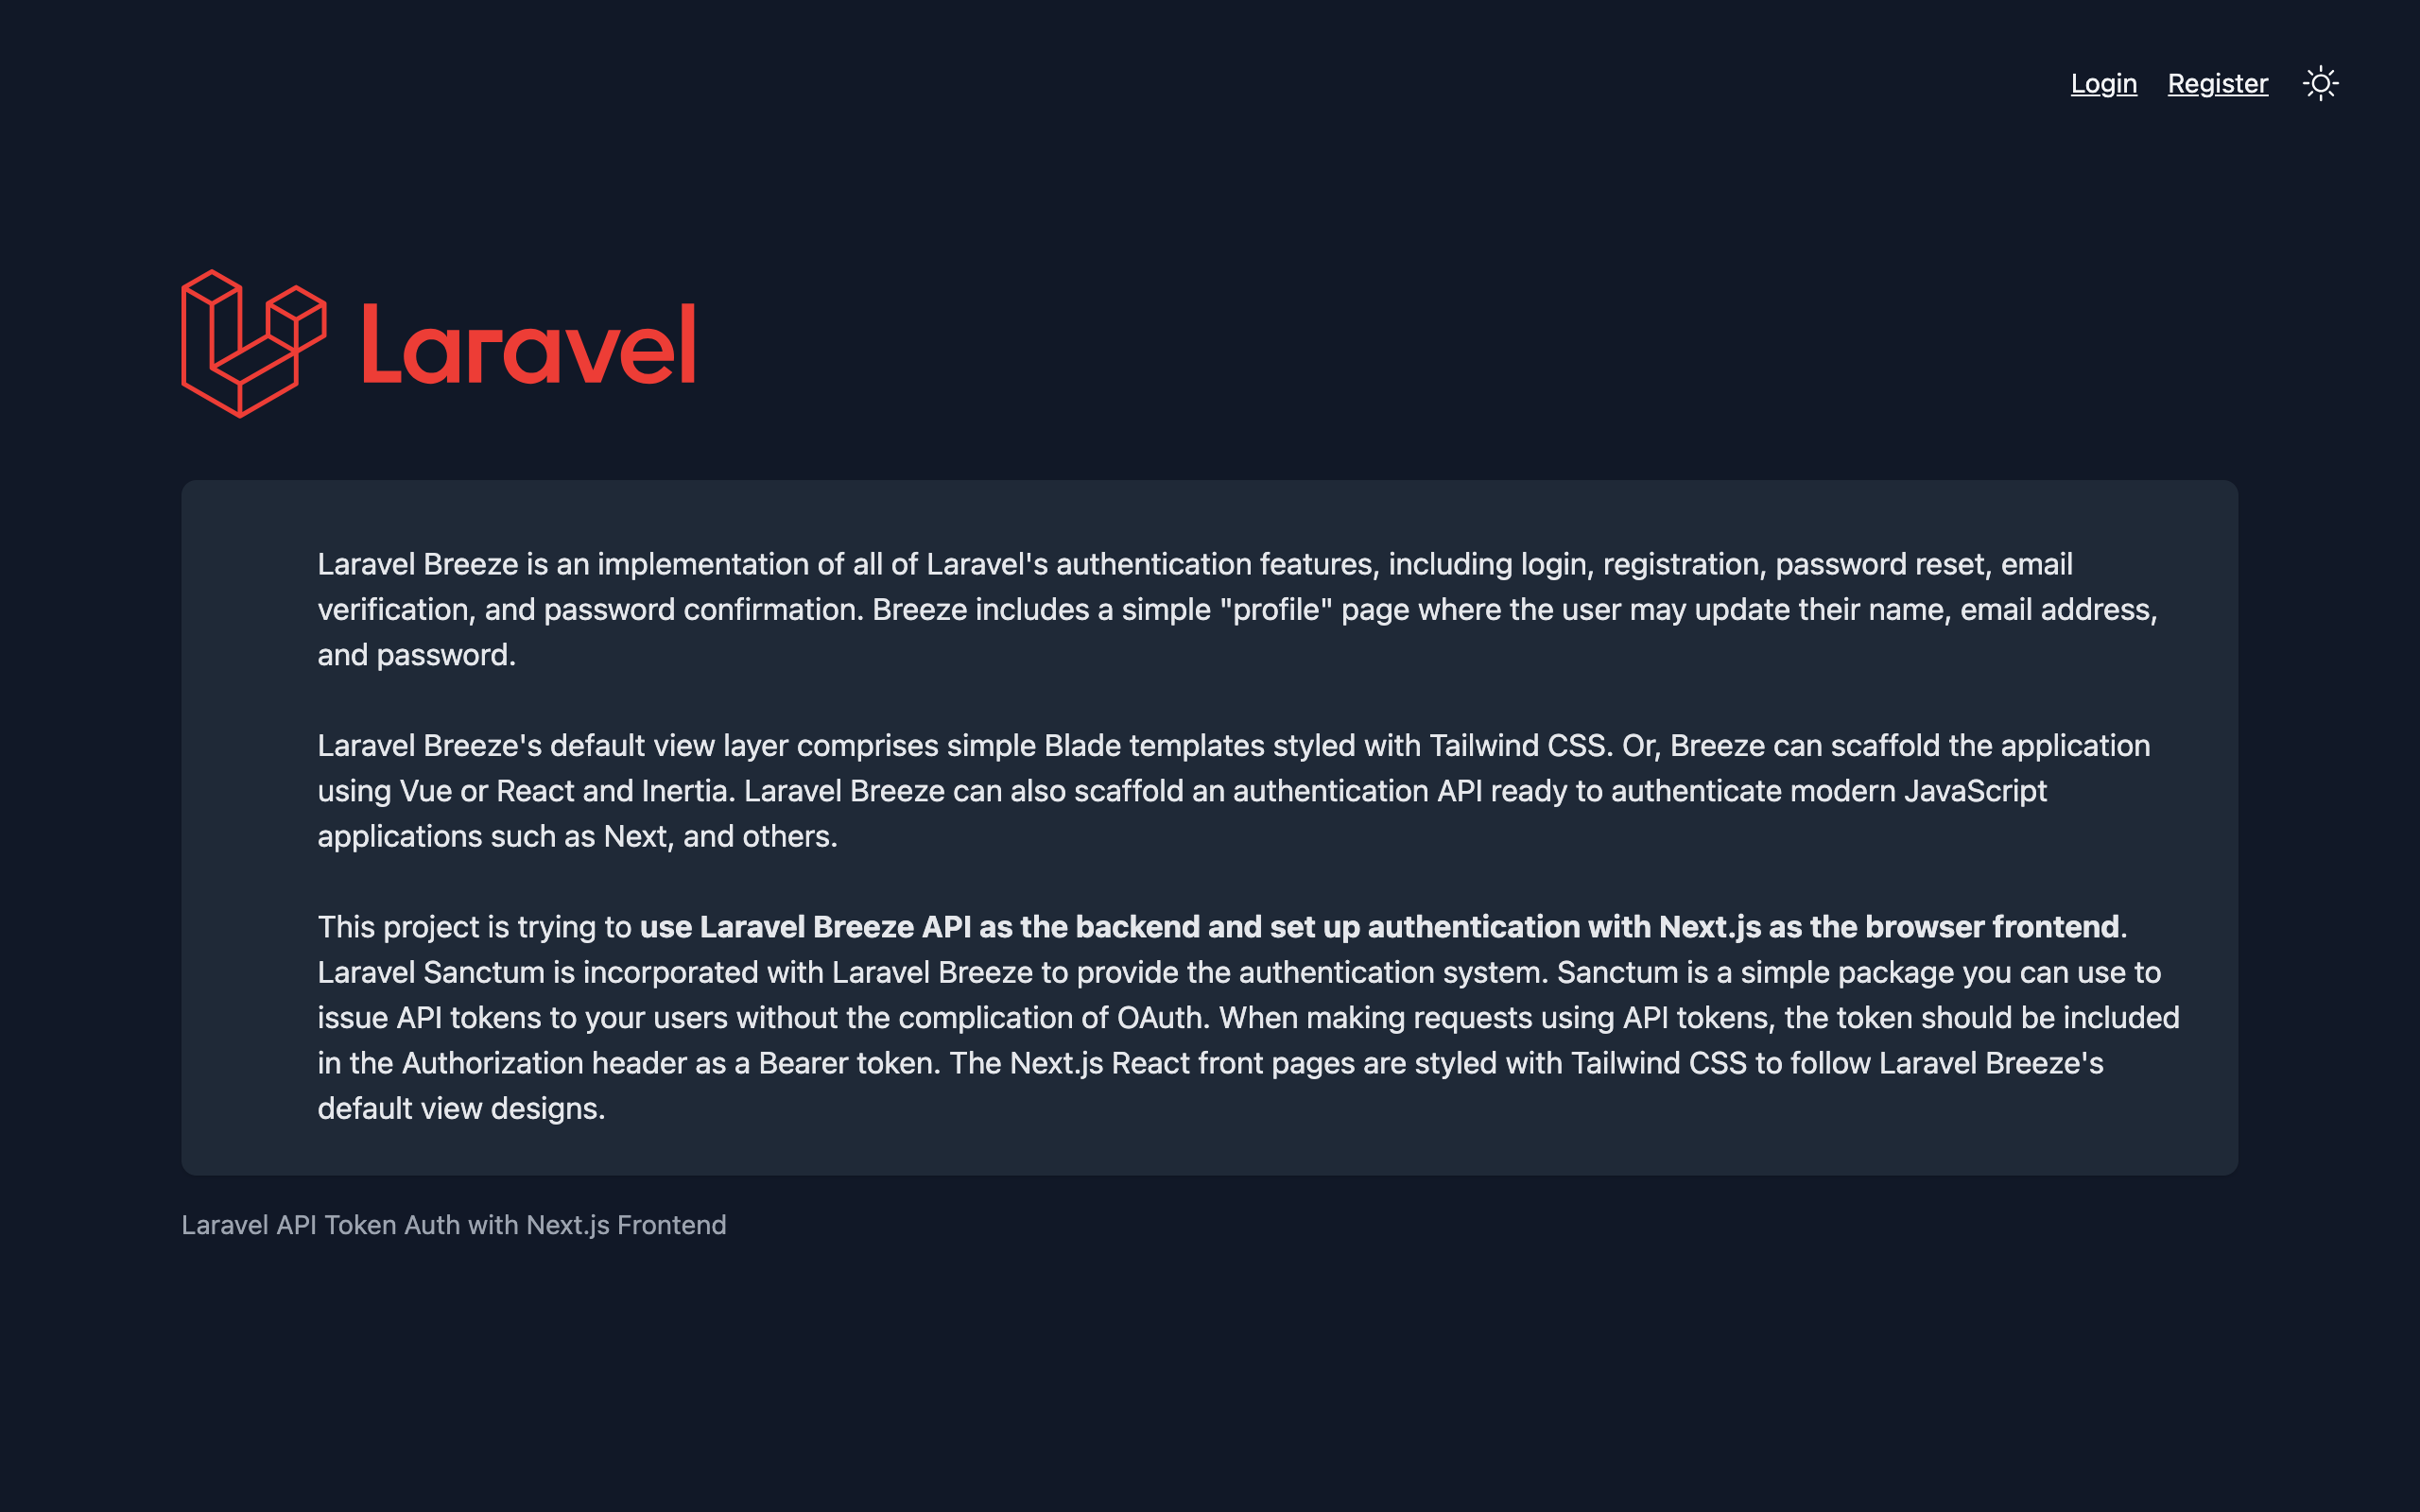 Login Register
Laravel
Laravel Breeze is an implementation of all of Laravel's authentication features, including login, registration, password reset, email
verification, and password confirmation. Breeze includes a simple "profile" page where the user may update their name, email address,
and password.
Laravel Breeze's default view layer comprises simple Blade templates styled with Tailwind CSS. Or, Breeze can scaffold the application
using Vue or React and Inertia. Laravel Breeze can also scaffold an authentication API ready to authenticate modern JavaScript
applications such as Next, and others.
This project is trying to use Laravel Breeze API as the backend and set up authentication with Next.js as the browser frontend.
Laravel Sanctum is incorporated with Laravel Breeze to provide the authentication system. Sanctum is a simple package you can use to
issue API tokens to your users without the complication of OAuth. When making requests using API tokens, the token should be included
in the Authorization header as a Bearer token. The Next.js React front pages are styled with Tailwind CSS to follow Laravel Breeze's
default view designs.
Laravel API Token Auth with Next.js Frontend